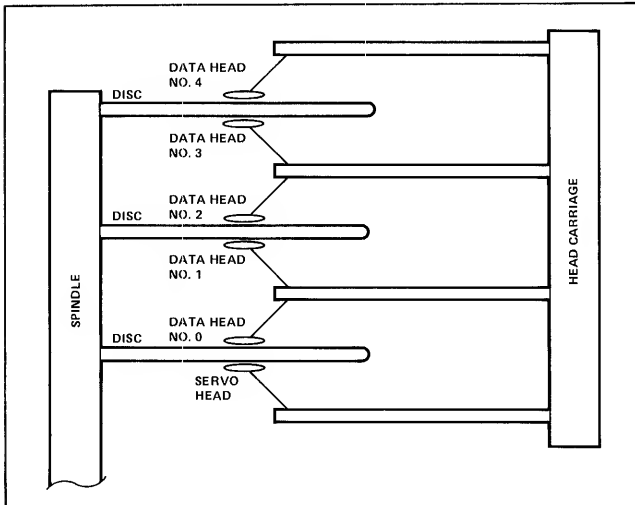 DATA HEAD
NO. 4
DISC
DATA HEAD
NO. 3
DATA HEAD
NO. 2
DISC
DATA HEAD
NO. 1
DATA HEAD
NO. 0
DISC
SERVO
HEAD
SPINDLE
HEAD CARRIAGE